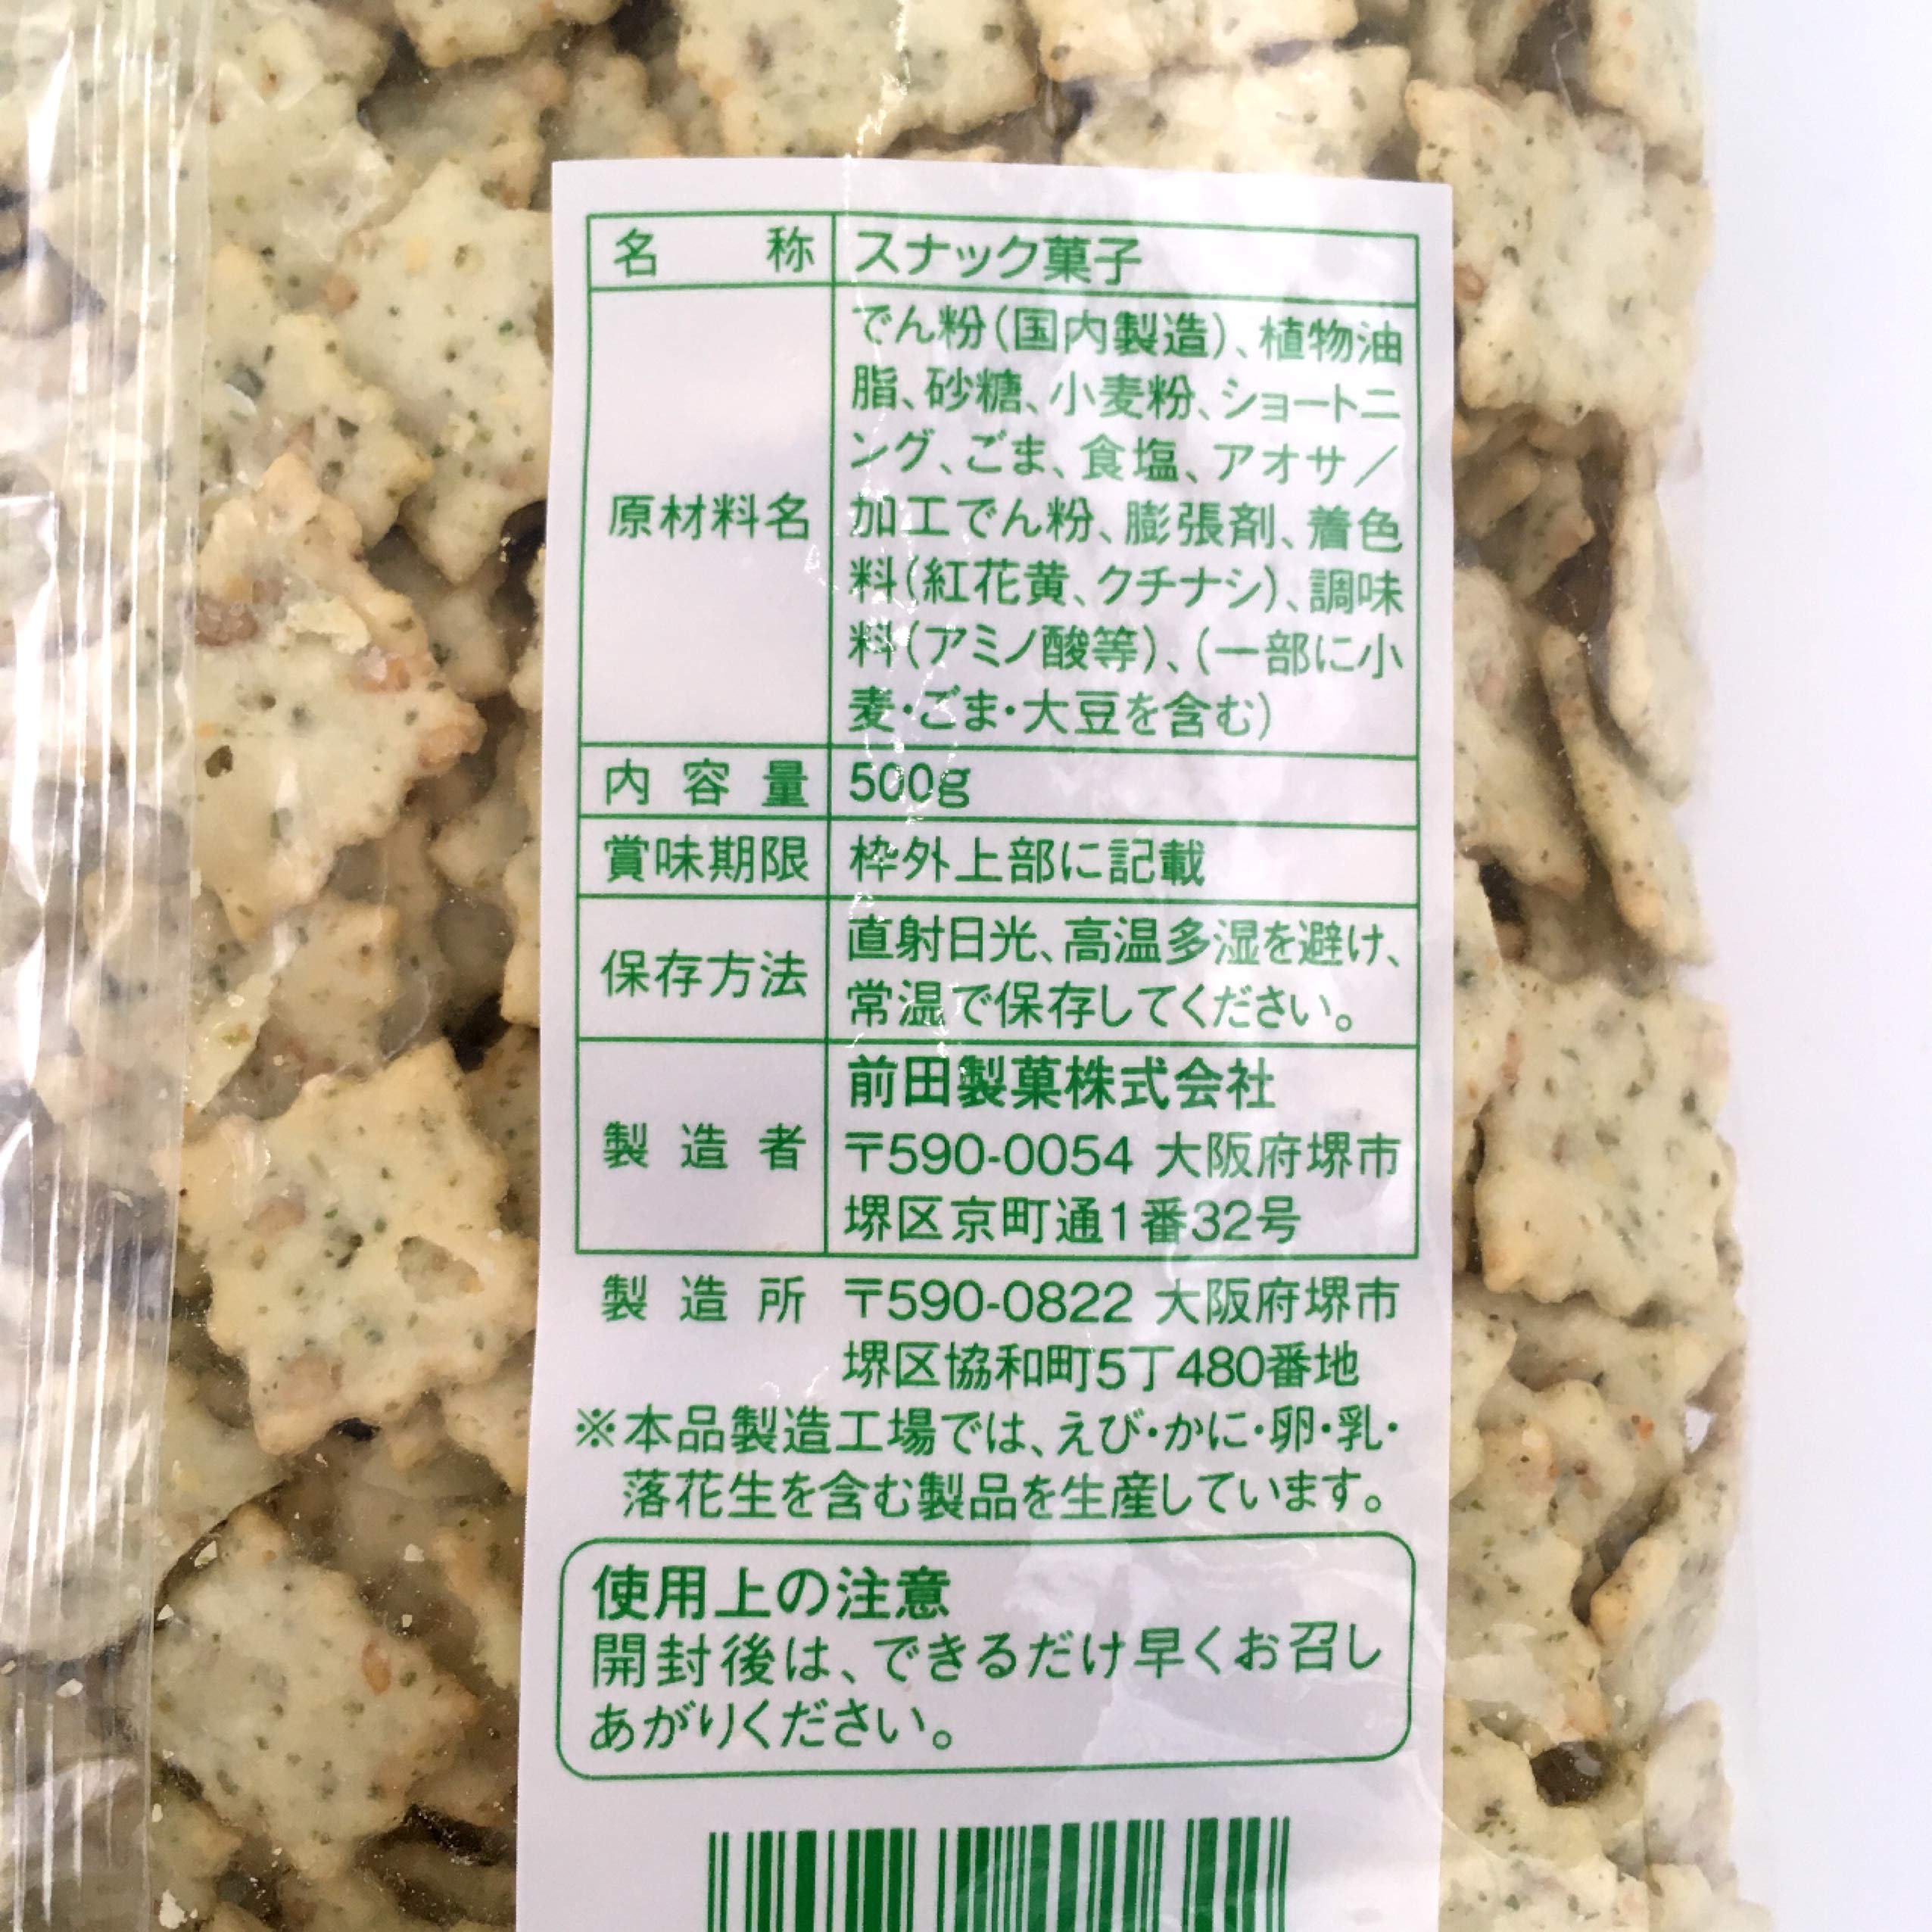 名称 スナック菓子
原材料名
でん粉(国内製造)、植物油
脂、砂糖、小麦粉、ショートニ
ング、ごま、食塩、アオサ／
加工でん粉、膨張剤、着色
料(紅花黄、クチナシ)、調味
料(アミノ酸等)、(一部に小
麦・ごま・大豆を含む)
内容量 500g
賞味期限 枠外上部に記載
保存方法
直射日光、高温多湿を避け、
常温で保存してください。
製造者
前田製菓株式会社
〒590-0054 大阪府堺市
堺区京町通1番32号
製造所 〒590-0822 大阪府堺市
堺区協和町5丁480番地
※本品製造工場では、えび・かに・卵・乳・
落花生を含む製品を生産しています。
使用上の注意
開封後は、できるだけ早くお召し
あがりください。